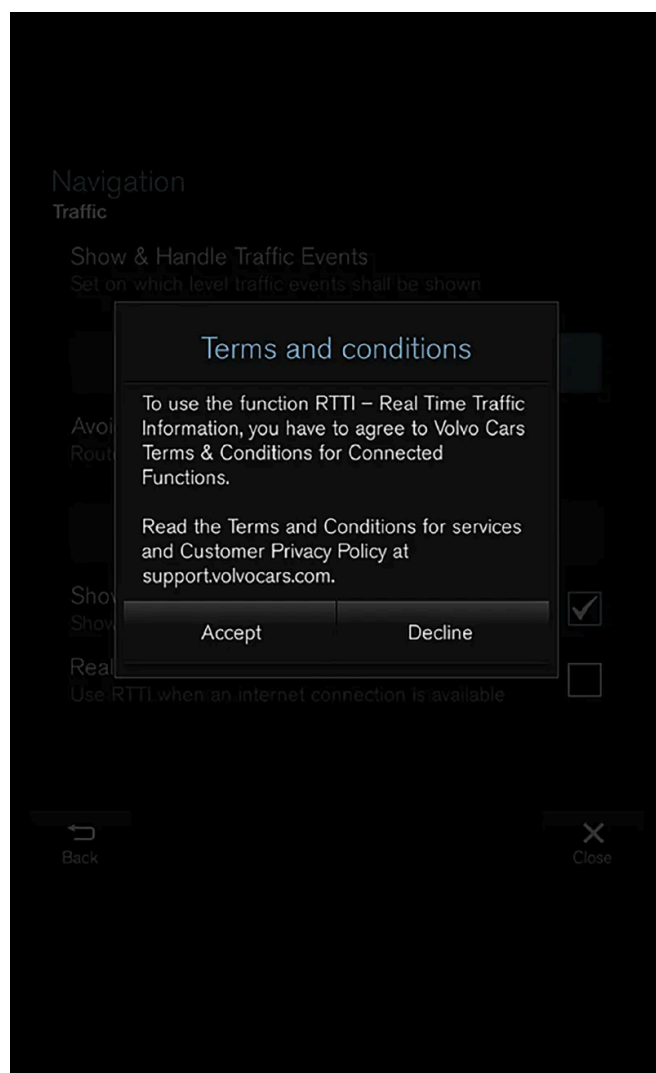 Navigation
Traffic
Show & Handle Traffic Events
Set on which level traffic events shall be shown
Terms and conditions
To use the function RTTI – Real Time Traffic
Information, you have to agree to Volvo Cars
Terms & Conditions for Connected
Functions.
Read the Terms and Conditions for services
and Customer Privacy Policy at
support.volvocars.com.
Accept
Decline
Real
Use RTTI when an internet connection is available
Back
Close